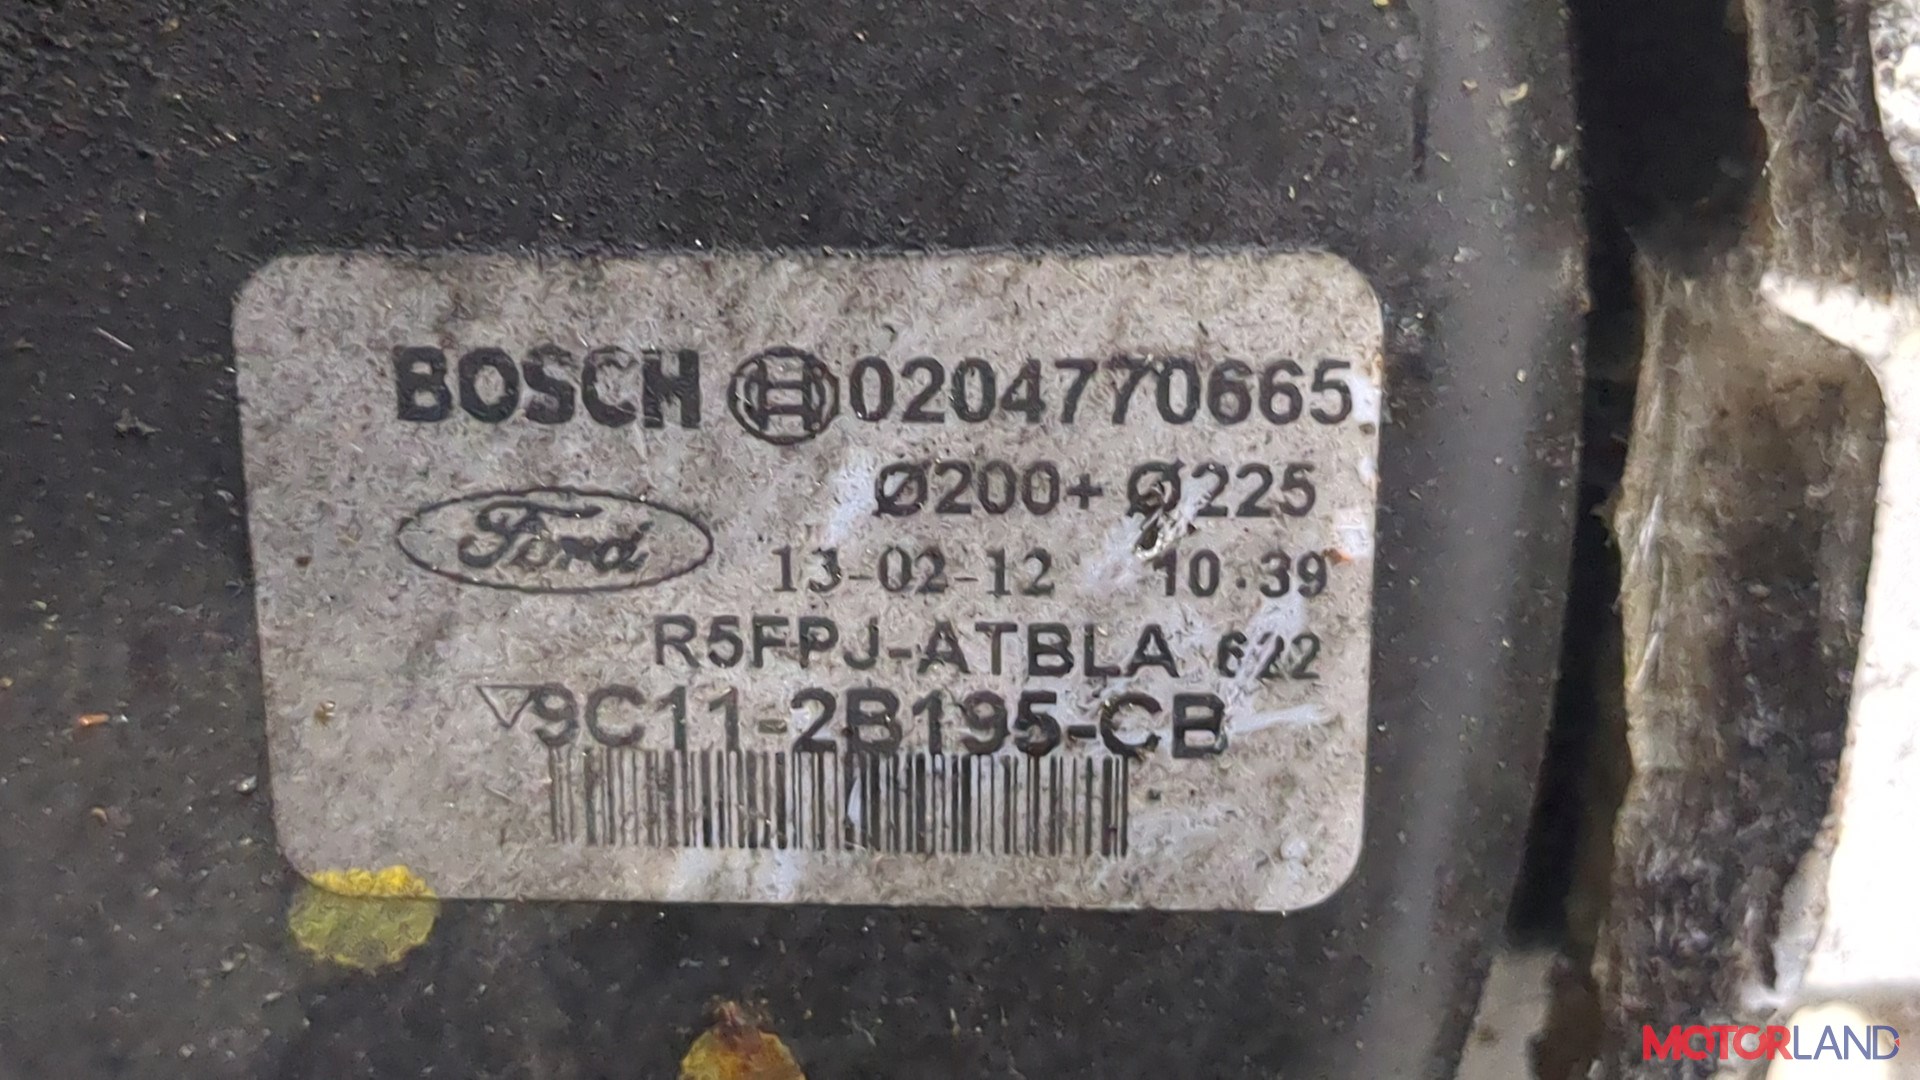 BOSCH 0204770665
Ø200+ Ø225
Ford
13-02-12 10.39
R5FPJ-ATBLA 622
9C11-2B195-CB
MOTORLAND